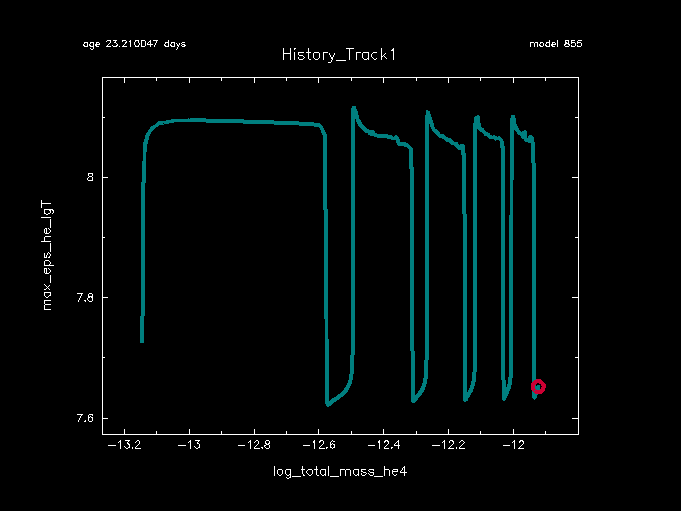 age 23.210047 days
model 855
History_Track1
max_eps_he_lgT
8
7.8
7.6
−13.2
−13
−12.8
−12.6
−12.4
−12.2
−12
log_total_mass_he4